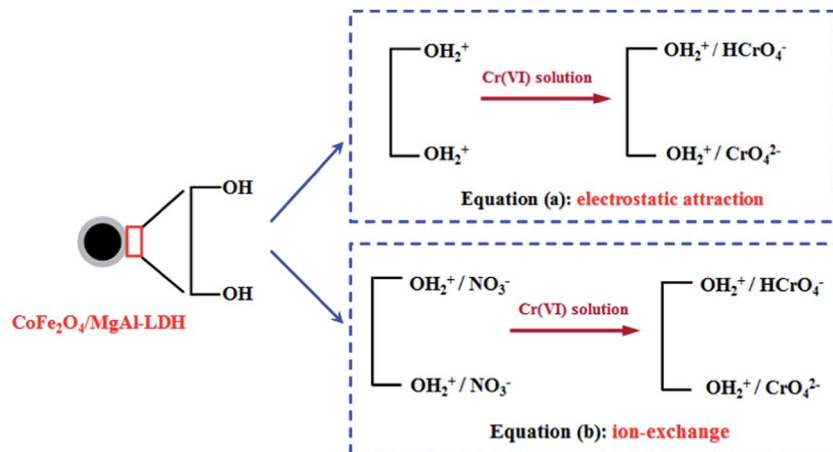 OH₂⁺
OH₂⁺/HCrO₄⁻
Cr(VI) solution
OH₂⁺
OH₂⁺/CrO₄²⁻
Equation (a): electrostatic attraction
OH
OH
CoFe₂O₄/MgAl-LDH
OH₂⁺/NO₃⁻
OH₂⁺/HCrO₄⁻
Cr(VI) solution
OH₂⁺/NO₃⁻
OH₂⁺/CrO₄²⁻
Equation (b): ion-exchange